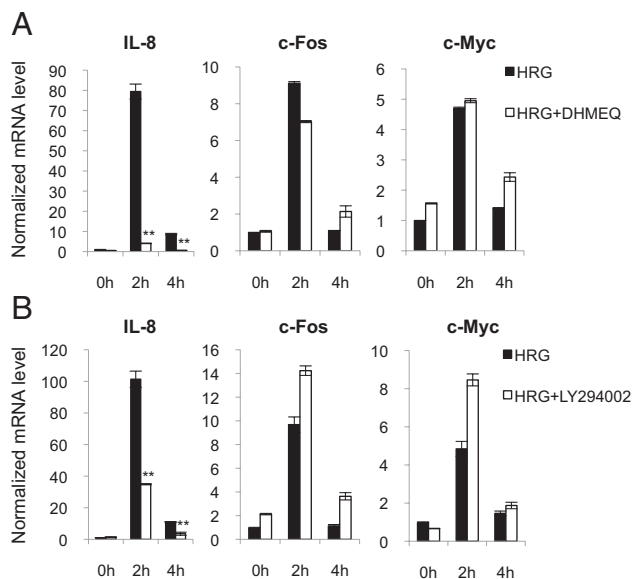 A
IL-8
c-Fos
c-Myc
Normalized mRNA level
90
80
70
60
50
40
30
20
10
0
**
**
0h 2h 4h
10
8
6
4
2
0
0h 2h 4h
6
5
4
3
2
1
0
0h 2h 4h
HRG
HRG+DHMEQ
B
IL-8
c-Fos
c-Myc
Normalized mRNA level
120
100
80
60
40
20
0
**
**
0h 2h 4h
16
14
12
10
8
6
4
2
0
0h 2h 4h
10
8
6
4
2
0
0h 2h 4h
HRG
HRG+LY294002